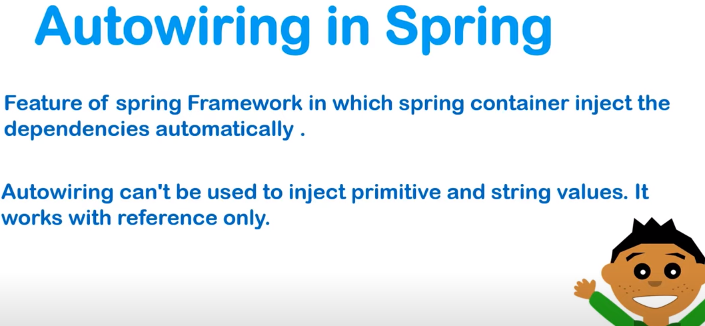 Autowiring in Spring
Feature of spring Framework in which spring container inject the
dependencies automatically .
Autowiring can't be used to inject primitive and string values. It
works with reference only.